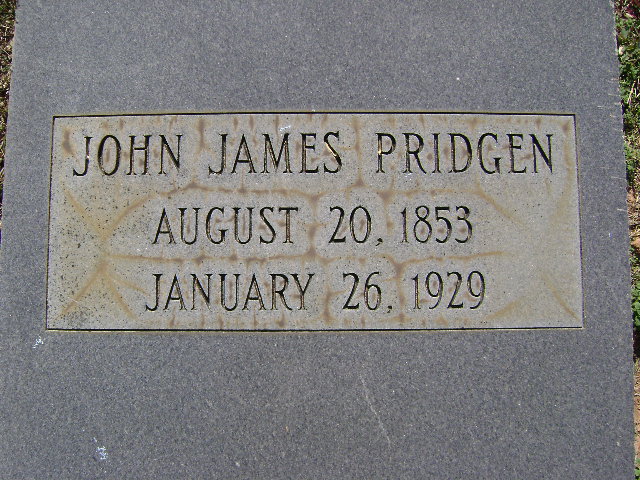 JOHN JAMES PRIDGEN
AUGUST 20, 1853
JANUARY 26, 1929